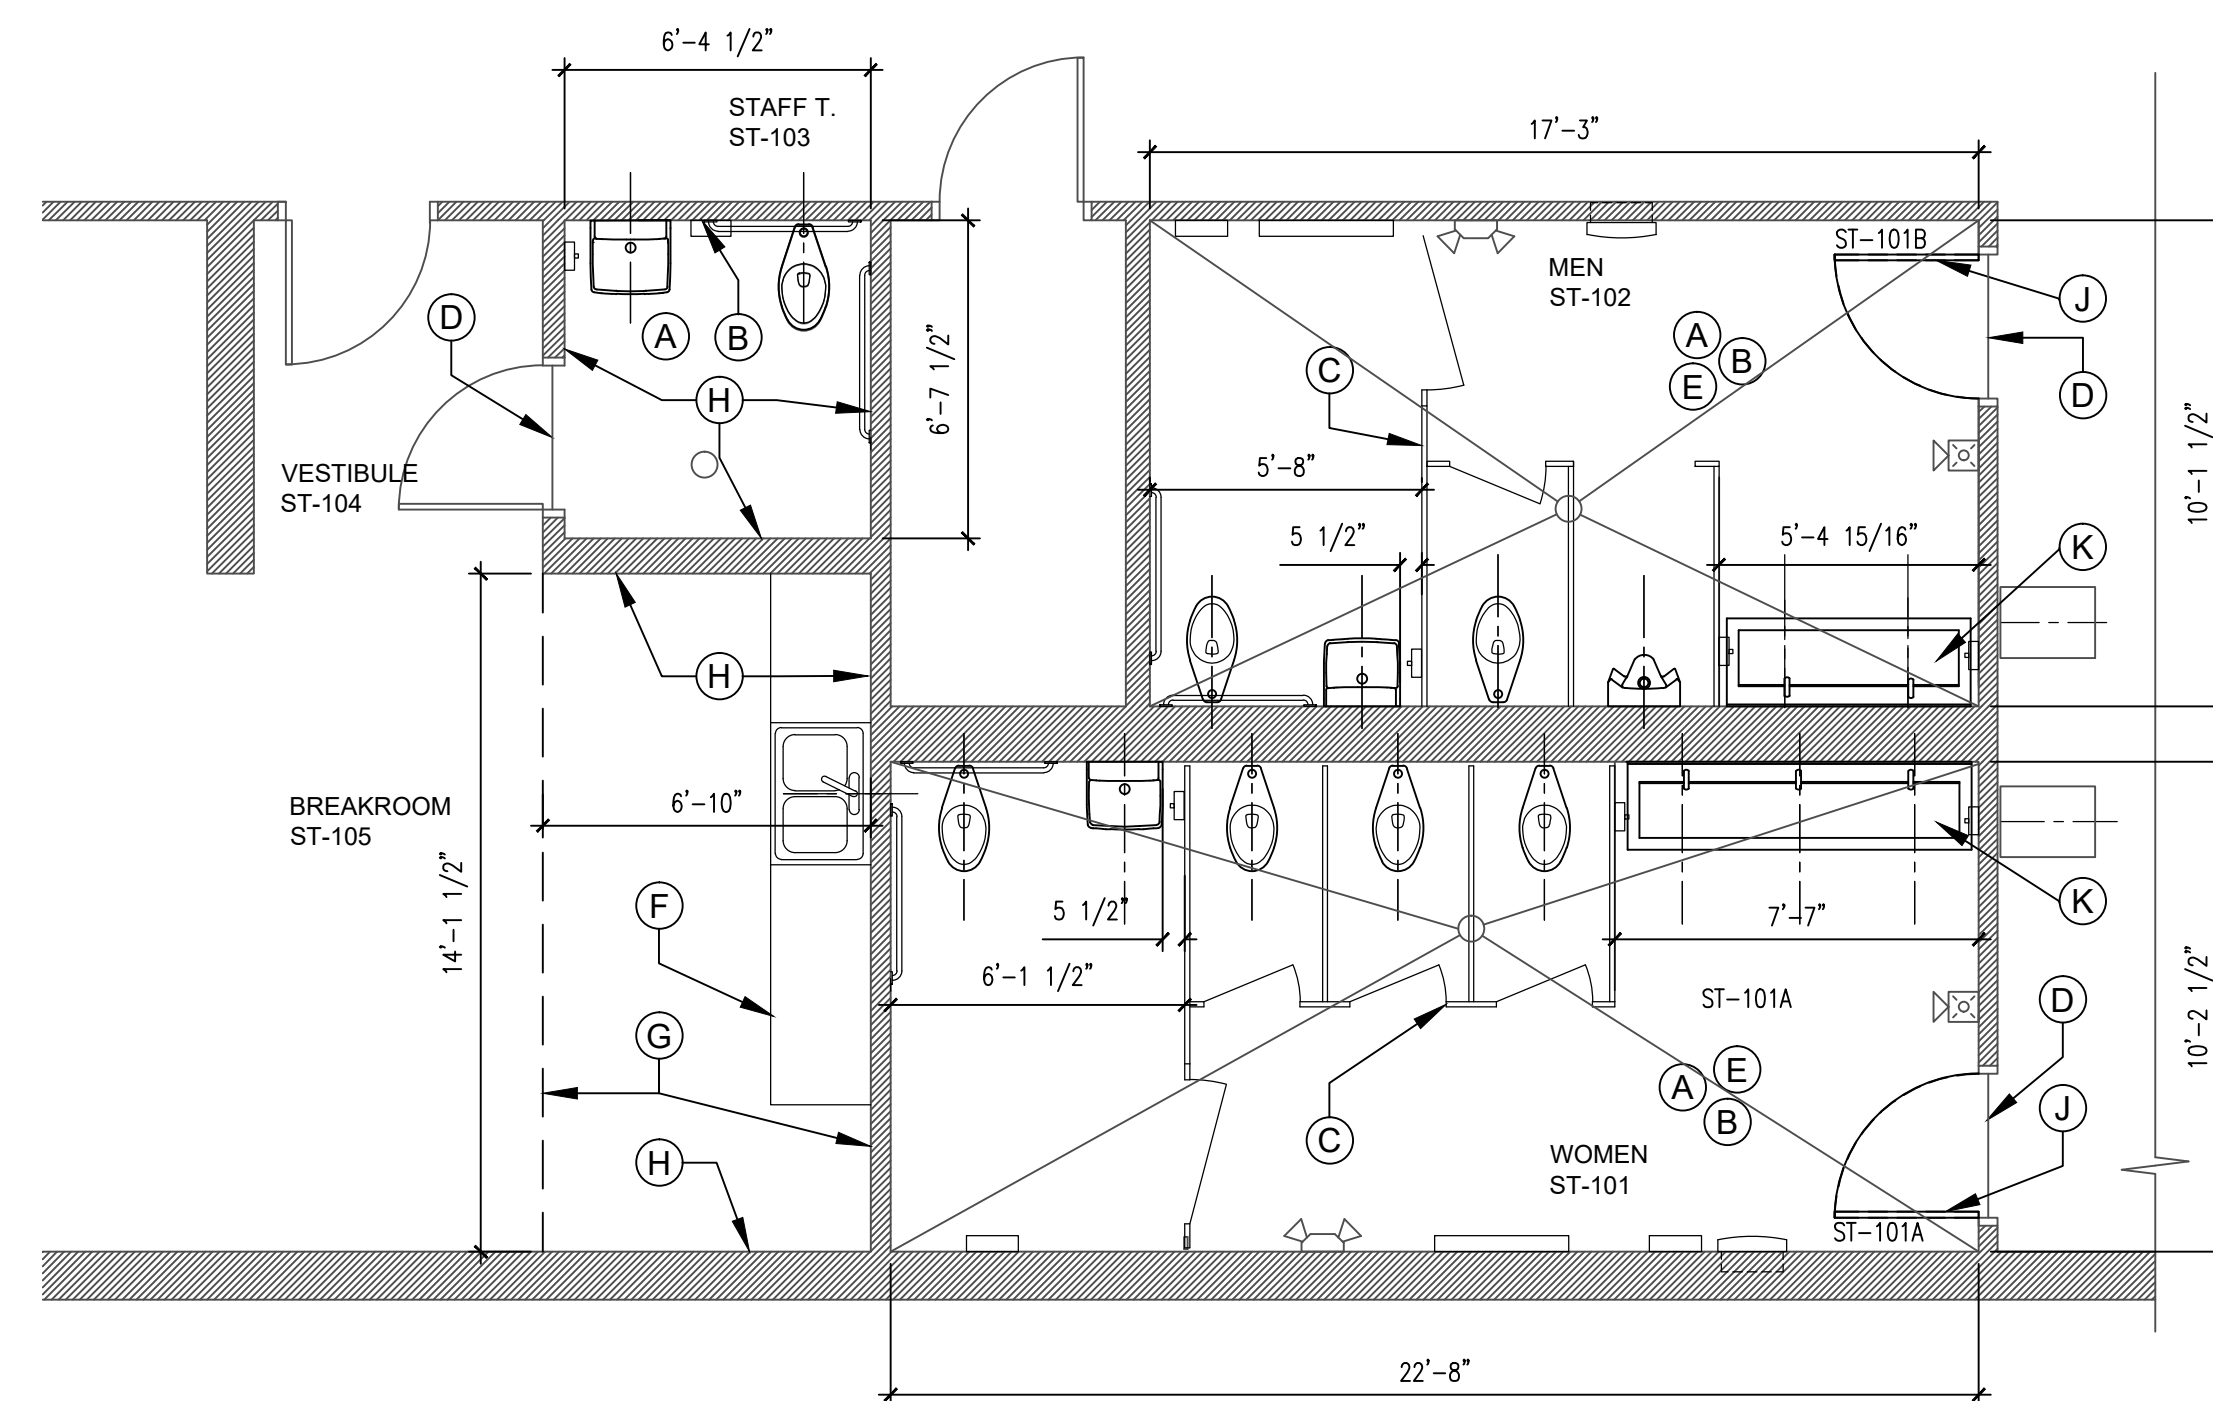 6'-4 1/2"
STAFF T.
ST-103
17'-3"
ST-101B
MEN
ST-102
J
D
A
B
A
B
E
D
C
H
6'-7 1/2"
10'-1 1/2"
VESTIBULE
ST-104
5'-8"
5 1/2"
5'-4 15/16"
K
H
BREAKROOM
ST-105
6'-10"
14'-1 1/2"
F
5 1/2"
7'-7"
K
6'-1 1/2"
ST-101A
D
10'-2 1/2"
G
E
A
B
J
C
H
WOMEN
ST-101
ST-101A
22'-8"